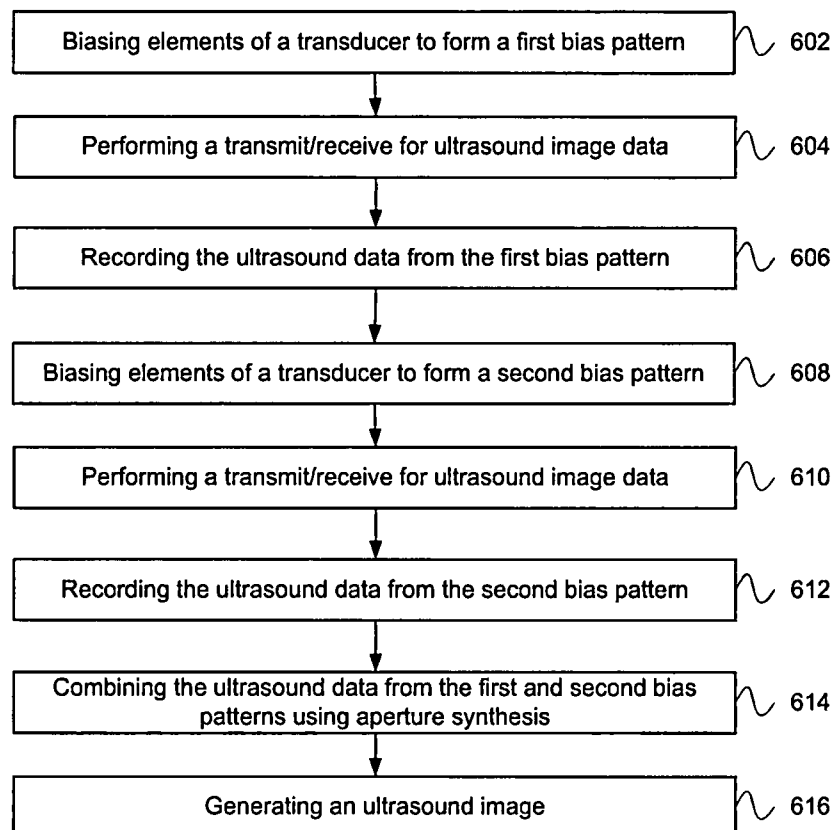 Biasing elements of a transducer to form a first bias pattern 602
Performing a transmit/receive for ultrasound image data 604
Recording the ultrasound data from the first bias pattern 606
Biasing elements of a transducer to form a second bias pattern 608
Performing a transmit/receive for ultrasound image data 610
Recording the ultrasound data from the second bias pattern 612
Combining the ultrasound data from the first and second bias
patterns using aperture synthesis 614
Generating an ultrasound image 616